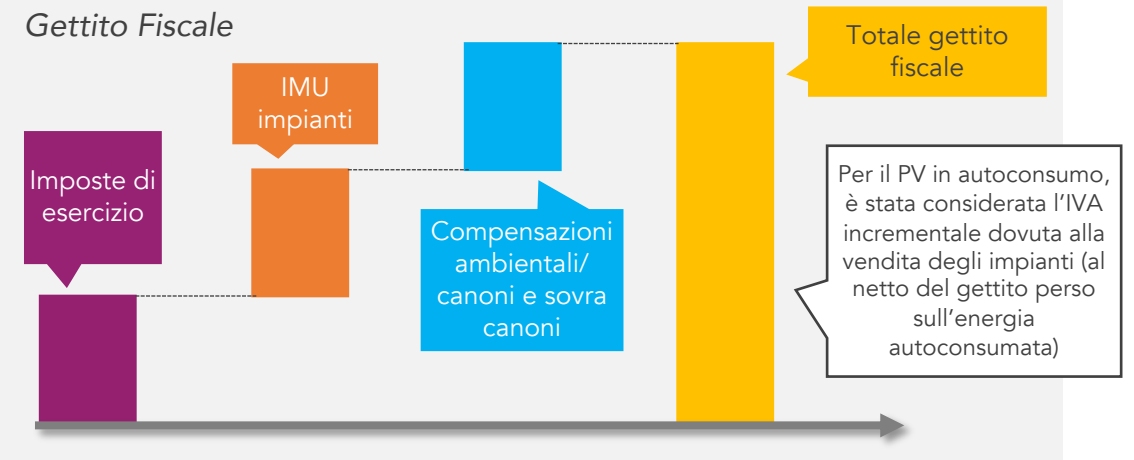 Gettito Fiscale
Imposte di
esercizio
IMU
impianti
Compensazioni
ambientali/
canoni e sovra
canoni
Totale gettito
fiscale
Per il PV in autoconsumo,
è stata considerata l’IVA
incrementale dovuta alla
vendita degli impianti (al
netto del gettito perso
sull’energia
autoconsumata)